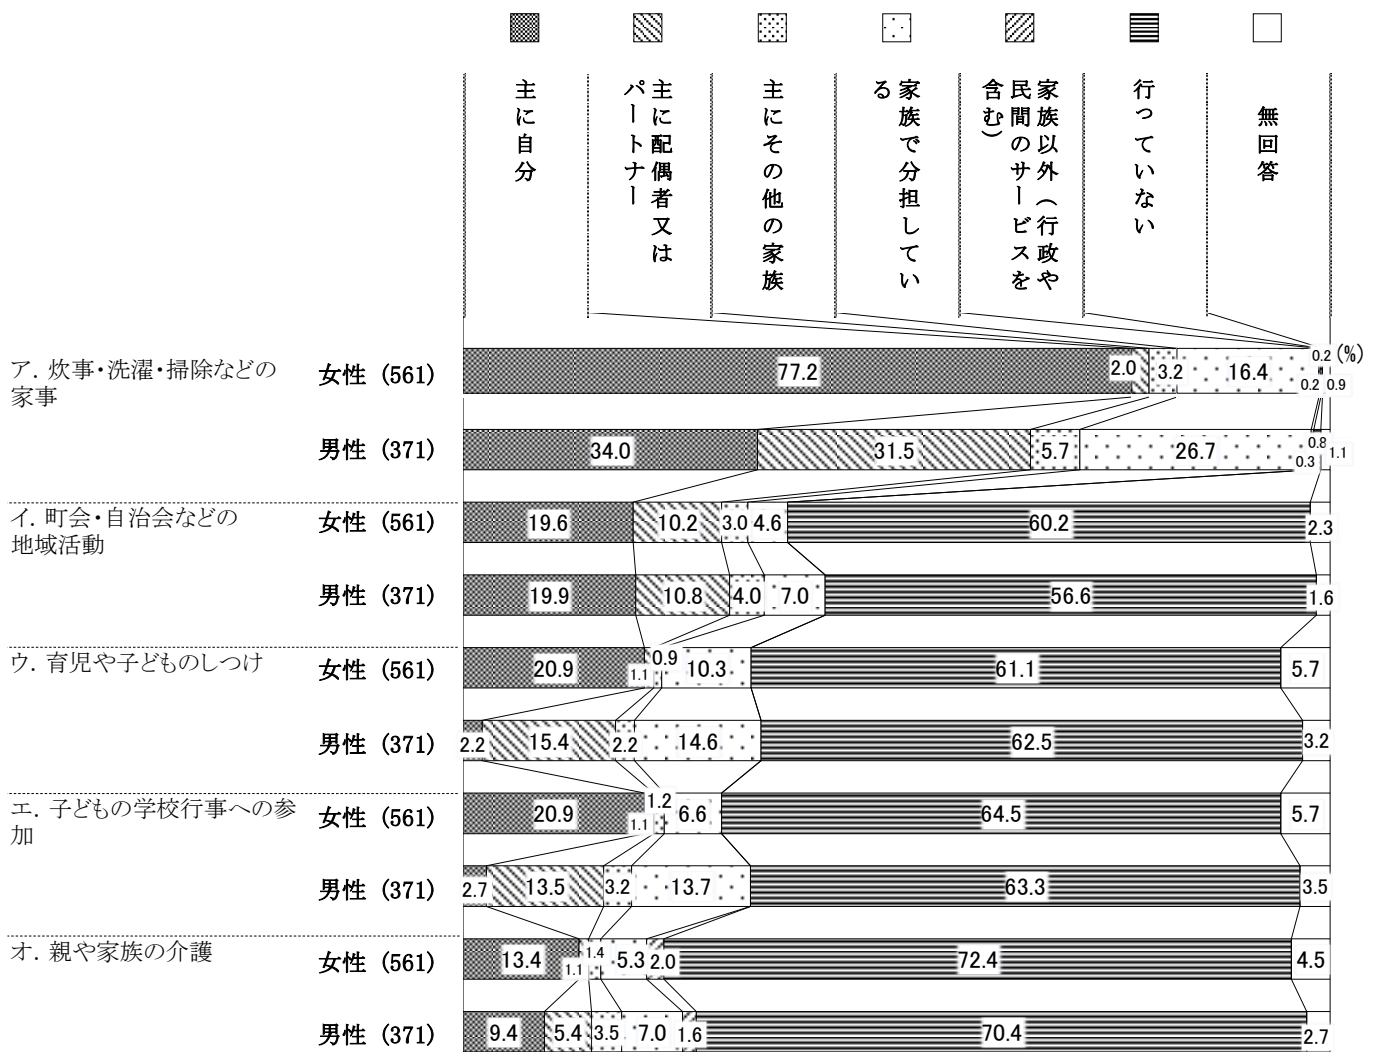 主に自分
主に配偶者又は
パートナー
主にその他の家族
家族で分担してい
る
家族以外（行政や
民間のサービスを
含む）
行っていない
無回答
(%)
ア．炊事・洗濯・掃除などの
家事
女性 (561)
77.2
2.0
3.2
16.4
0.2
0.2
0.9
男性 (371)
34.0
31.5
5.7
26.7
0.3
0.8
1.1
イ．町会・自治会などの
地域活動
女性 (561)
19.6
10.2
3.0
4.6
60.2
2.3
男性 (371)
19.9
10.8
4.0
7.0
56.6
1.6
ウ．育児や子どものしつけ
女性 (561)
20.9
1.1
0.9
10.3
61.1
5.7
男性 (371)
2.2
15.4
2.2
14.6
62.5
3.2
エ．子どもの学校行事への参
加
女性 (561)
20.9
1.1
1.2
6.6
64.5
5.7
男性 (371)
2.7
13.5
3.2
13.7
63.3
3.5
オ．親や家族の介護
女性 (561)
13.4
1.1
1.4
5.3
2.0
72.4
4.5
男性 (371)
9.4
5.4
3.5
7.0
1.6
70.4
2.7